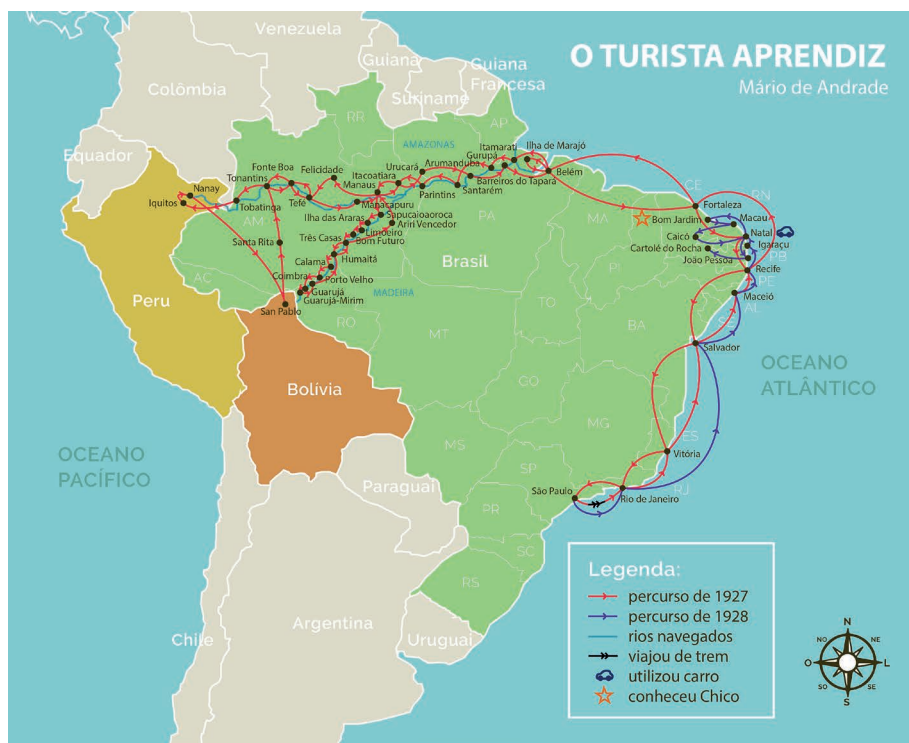 O TURISTA APRENDIZ
Mário de Andrade
Venezuela
Guiana
Guiana
Francesa
Suriname
Colômbia
Equador
RR
AP
AMAZONAS
Ilha de Marajó
Itamarati
Gurupá
Arumanduba
Urucará
Itacoatiara
Belém
Felicidade
Fonte Boa
Manaus
Barreiros do Tapará
Santarém
Parintins
Tonantins
Nanay
Tobatinga
Tefé
Manacapuru
Iquitos
Ilha das Araras
Sapucaioaroca
Ariri Vencedor
Limoeiro
Três Casas
Bom Futuro
AM
PA
MA
CE
RN
Fortaleza
Bom Jardim
Macau
Natal
Caicó
Igaraçu
Cartolé do Rocha
PB
João Pessoa
PI
Recife
PE
Santa Rita
Humaitá
Calama
Brasil
Coimbra
Porto Velho
AC
Guarujá
MADEIRA
Guarujá-Mirim
San Pablo
Peru
RO
TO
Maceió
AL
SE
MT
BA
Salvador
Bolívia
GO
OCEANO
ATLÂNTICO
MG
MS
ES
Vitória
OCEANO
PACÍFICO
SP
São Paulo
Rio de Janeiro
RJ
Paraguai
PR
SC
RS
Argentina
Chile
Uruguai
Legenda:
percurso de 1927
percurso de 1928
rios navegados
viajou de trem
utilizou carro
conheceu Chico
N
NO
NE
O
L
SO
SE
S